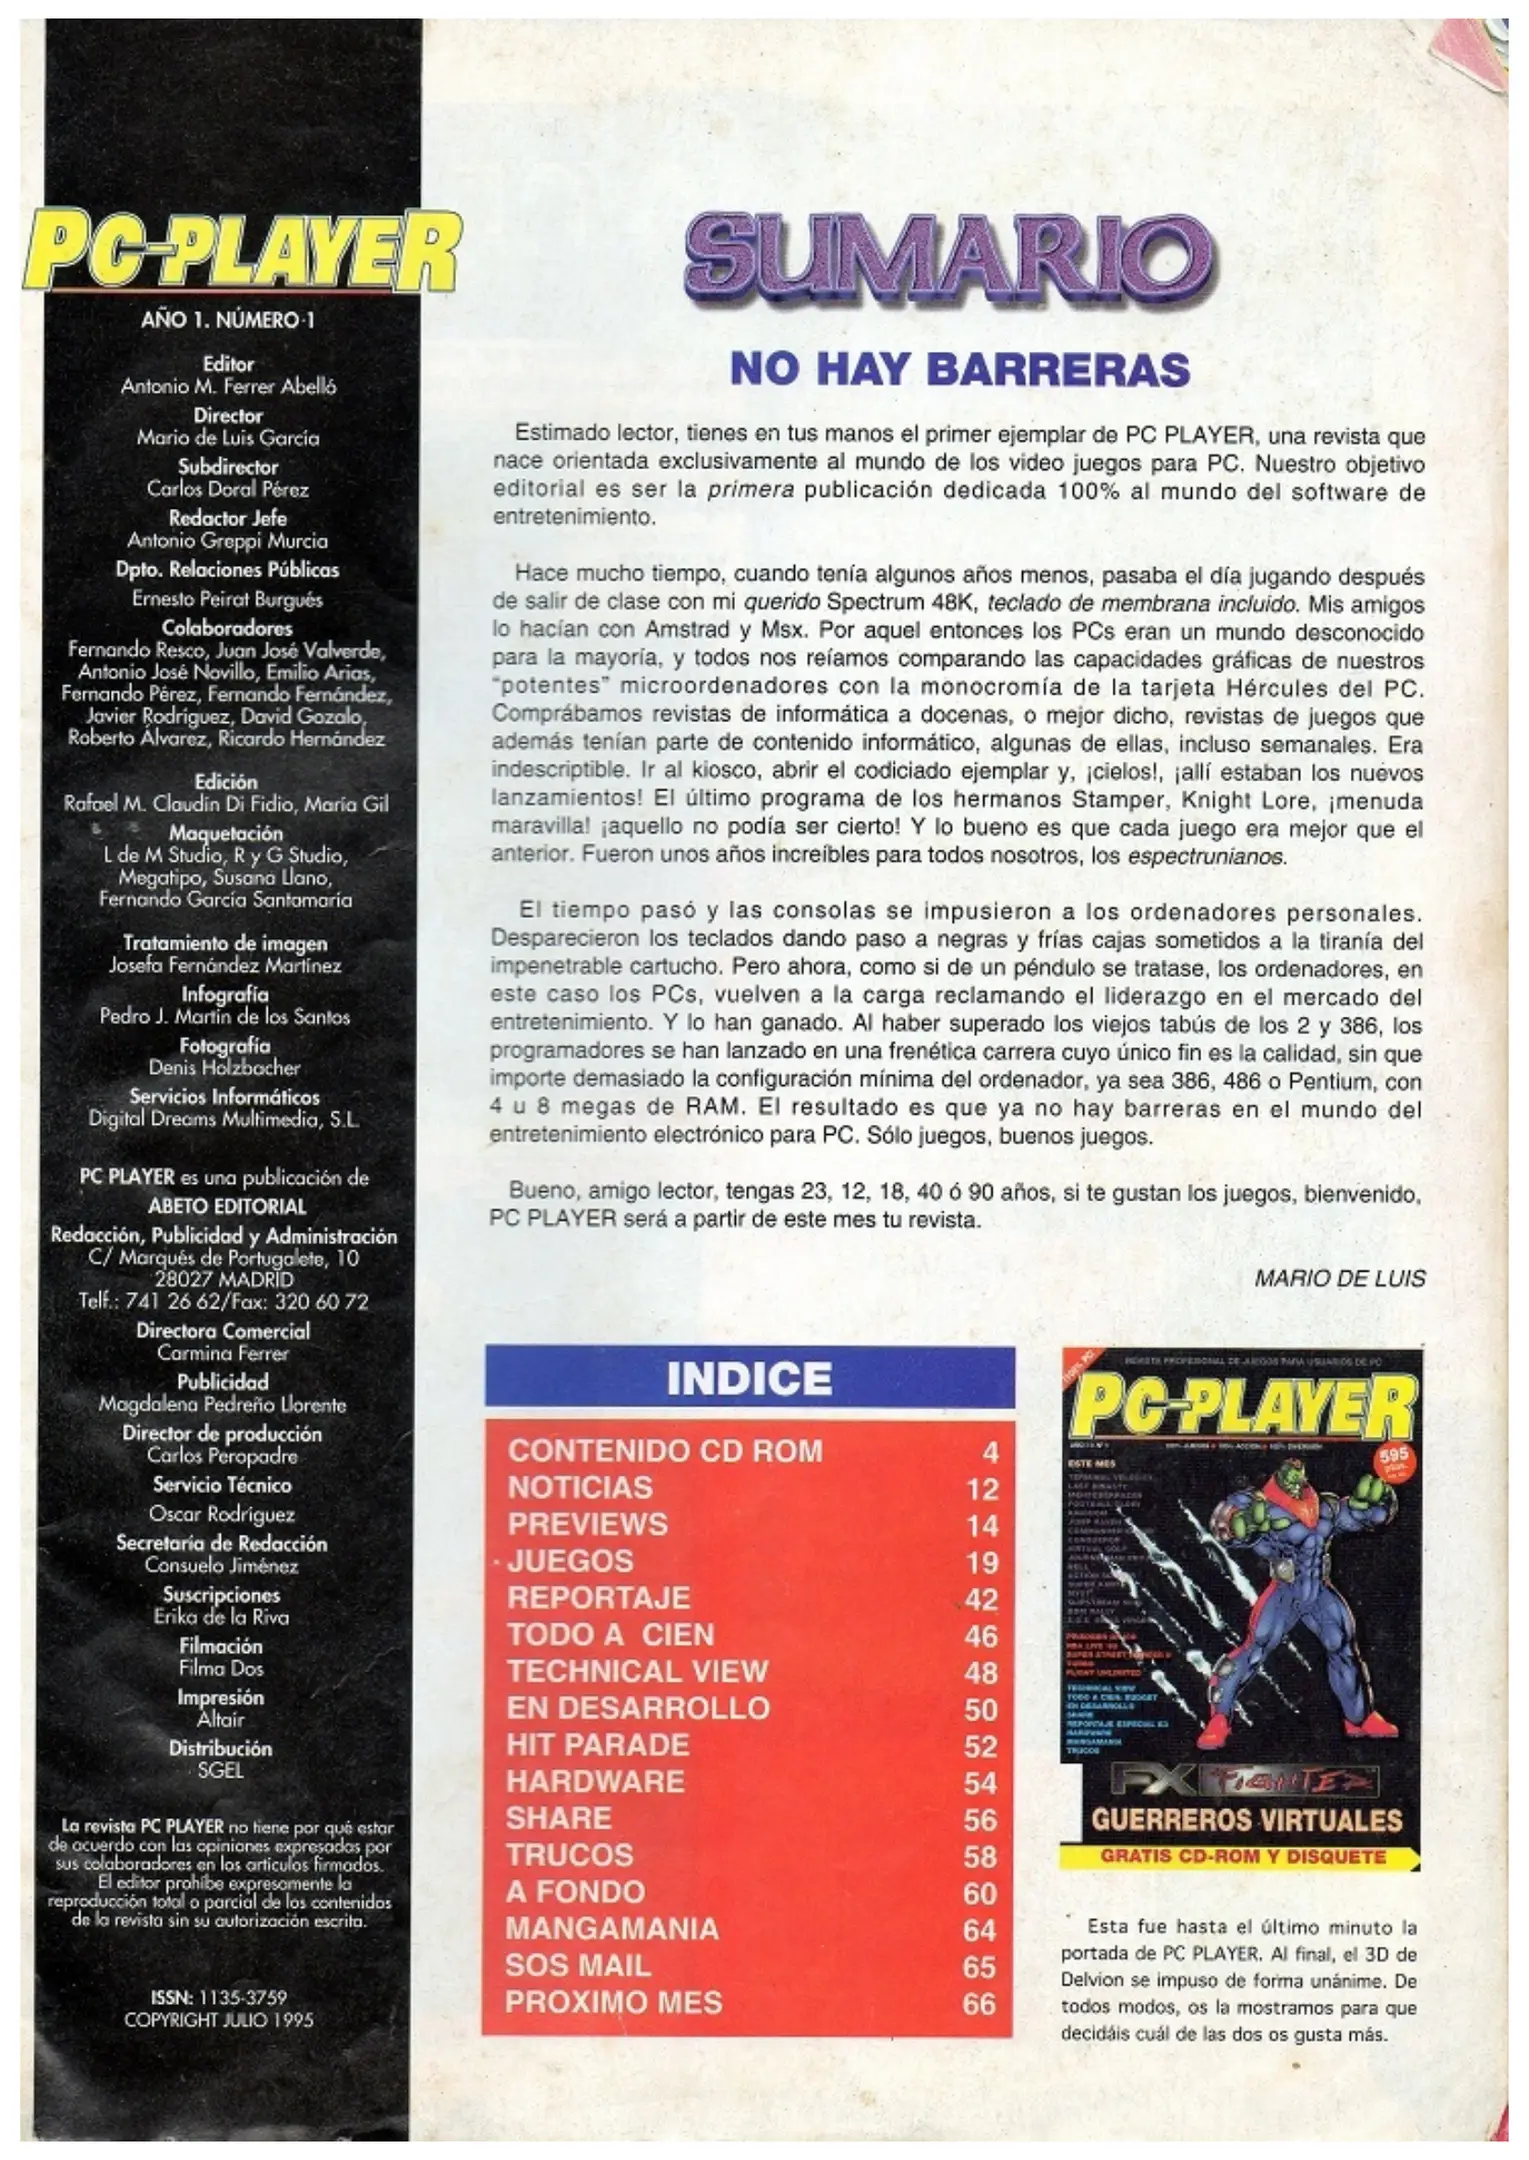 PC-PLAYER
AÑO 1. NÚMERO 1
Editor
Antonio M. Ferrer Abelló
Director
Mario de Luis García
Subdirector
Carlos Doral Pérez
Redactor Jefe
Antonio Greppi Murcia
Dpto. Relaciones Públicas
Ernesto Peirat Burgués
Colaboradores
Fernando Resco, Juan José Valverde,
Antonio José Novillo, Emilio Arias,
Fernando Pérez, Fernando Fernández,
Javier Rodríguez, David Gozalo,
Roberto Álvarez, Ricardo Hernández
Edición
Rafael M. Claudín Di Fidio, María Gil
Maquetación
L de M Studio, R y G Studio,
Megatipo, Susana Llano,
Fernando García Santamaría
Tratamiento de imagen
Josefa Fernández Martínez
Infografía
Pedro J. Martín de los Santos
Fotografía
Denis Holzbacher
Servicios Informáticos
Digital Dreams Multimedia, S.L.
PC PLAYER es una publicación de
ABETO EDITORIAL
Redacción, Publicidad y Administración
C/ Marqués de Portugalete, 10
28027 MADRID
Telf.: 741 26 62/Fax: 320 60 72
Directora Comercial
Carmina Ferrer
Publicidad
Magdalena Pedreño Llorente
Director de producción
Carlos Peropadre
Servicio Técnico
Oscar Rodríguez
Secretaría de Redacción
Consuelo Jiménez
Suscripciones
Erika de la Riva
Filmación
Filma Dos
Impresión
Altair
Distribución
SGEL
La revista PC PLAYER no tiene por qué estar
de acuerdo con las opiniones expresadas por
sus colaboradores en los artículos firmados.
El editor prohíbe expresamente la
reproducción total o parcial de los contenidos
de la revista sin su autorización escrita.
ISSN: 1135-3759
COPYRIGHT JULIO 1995
SUMARIO
NO HAY BARRERAS
Estimado lector, tienes en tus manos el primer ejemplar de PC PLAYER, una revista que
nace orientada exclusivamente al mundo de los video juegos para PC. Nuestro objetivo
editorial es ser la primera publicación dedicada 100% al mundo del software de
entretenimiento.
Hace mucho tiempo, cuando tenía algunos años menos, pasaba el día jugando después
de salir de clase con mi querido Spectrum 48K, teclado de membrana incluido. Mis amigos
lo hacían con Amstrad y Msx. Por aquel entonces los PCs eran un mundo desconocido
para la mayoría, y todos nos reíamos comparando las capacidades gráficas de nuestros
"potentes" microordenadores con la monocromía de la tarjeta Hércules del PC.
Comprábamos revistas de informática a docenas, o mejor dicho, revistas de juegos que
además tenían parte de contenido informático, algunas de ellas, incluso semanales. Era
indescriptible. Ir al kiosco, abrir el codiciado ejemplar y, ¡cielos!, ¡allí estaban los nuevos
lanzamientos! El último programa de los hermanos Stamper, Knight Lore, ¡menuda
maravilla! ¡aquello no podía ser cierto! Y lo bueno es que cada juego era mejor que el
anterior. Fueron unos años increíbles para todos nosotros, los espectrunianos.
El tiempo pasó y las consolas se impusieron a los ordenadores personales.
Desparecieron los teclados dando paso a negras y frías cajas sometidos a la tiranía del
impenetrable cartucho. Pero ahora, como si de un péndulo se tratase, los ordenadores, en
este caso los PCs, vuelven a la carga reclamando el liderazgo en el mercado del
entretenimiento. Y lo han ganado. Al haber superado los viejos tabús de los 2 y 386, los
programadores se han lanzado en una frenética carrera cuyo único fin es la calidad, sin que
importe demasiado la configuración mínima del ordenador, ya sea 386, 486 o Pentium, con
4 u 8 megas de RAM. El resultado es que ya no hay barreras en el mundo del
entretenimiento electrónico para PC. Sólo juegos, buenos juegos.
Bueno, amigo lector, tengas 23, 12, 18, 40 ó 90 años, si te gustan los juegos, bienvenido,
PC PLAYER será a partir de este mes tu revista.
MARIO DE LUIS
INDICE
CONTENIDO CD ROM 4
NOTICIAS 12
PREVIEWS 14
JUEGOS 19
REPORTAJE 42
TODO A CIEN 46
TECHNICAL VIEW 48
EN DESARROLLO 50
HIT PARADE 52
HARDWARE 54
SHARE 56
TRUCOS 58
A FONDO 60
MANGAMANIA 64
SOS MAIL 65
PROXIMO MES 66
REVISTA PROFESIONAL DE JUEGOS PARA USUARIOS DE PC
PC-PLAYER
595
ESTE MES
FX FIGHTER
GUERREROS VIRTUALES
GRATIS CD-ROM Y DISQUETE
Esta fue hasta el último minuto la
portada de PC PLAYER. Al final, el 3D de
Delvion se impuso de forma unánime. De
todos modos, os la mostramos para que
decidáis cuál de las dos os gusta más.